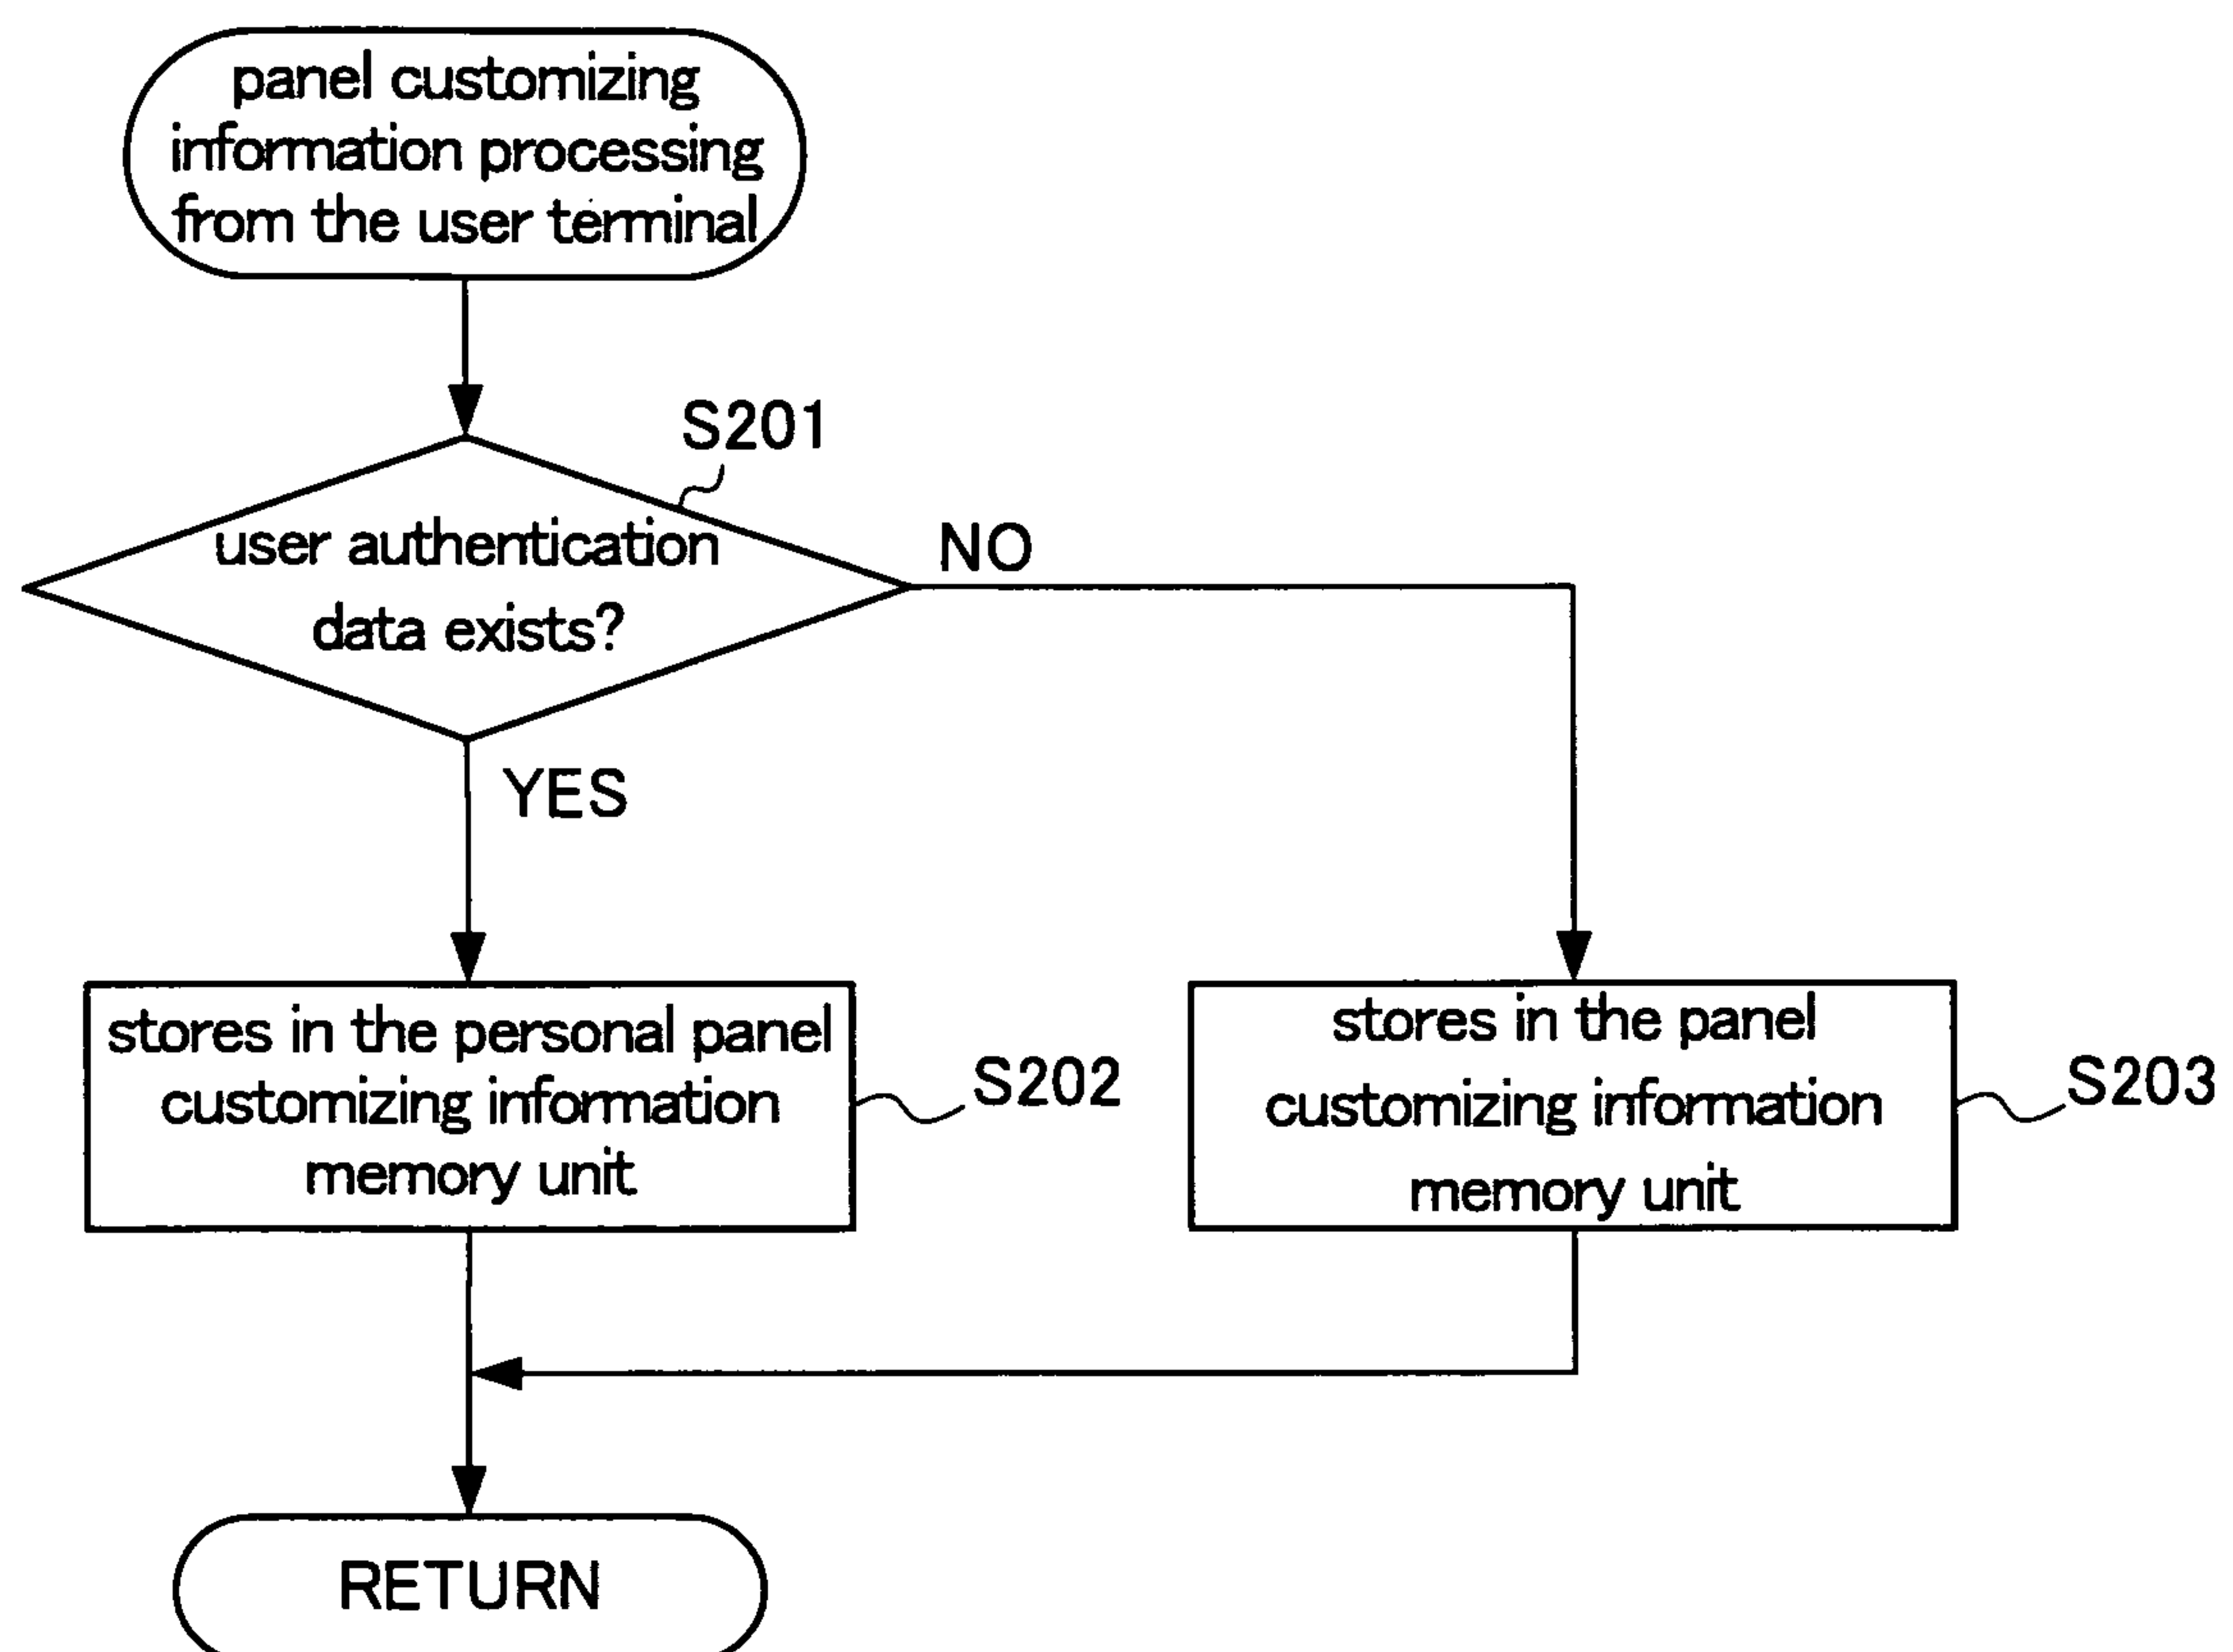 panel customizing
information processing
from the user terminal
S201
user authentication
data exists?
NO
YES
stores in the personal panel
customizing information
memory unit
S202
stores in the panel
customizing information
memory unit
S203
RETURN